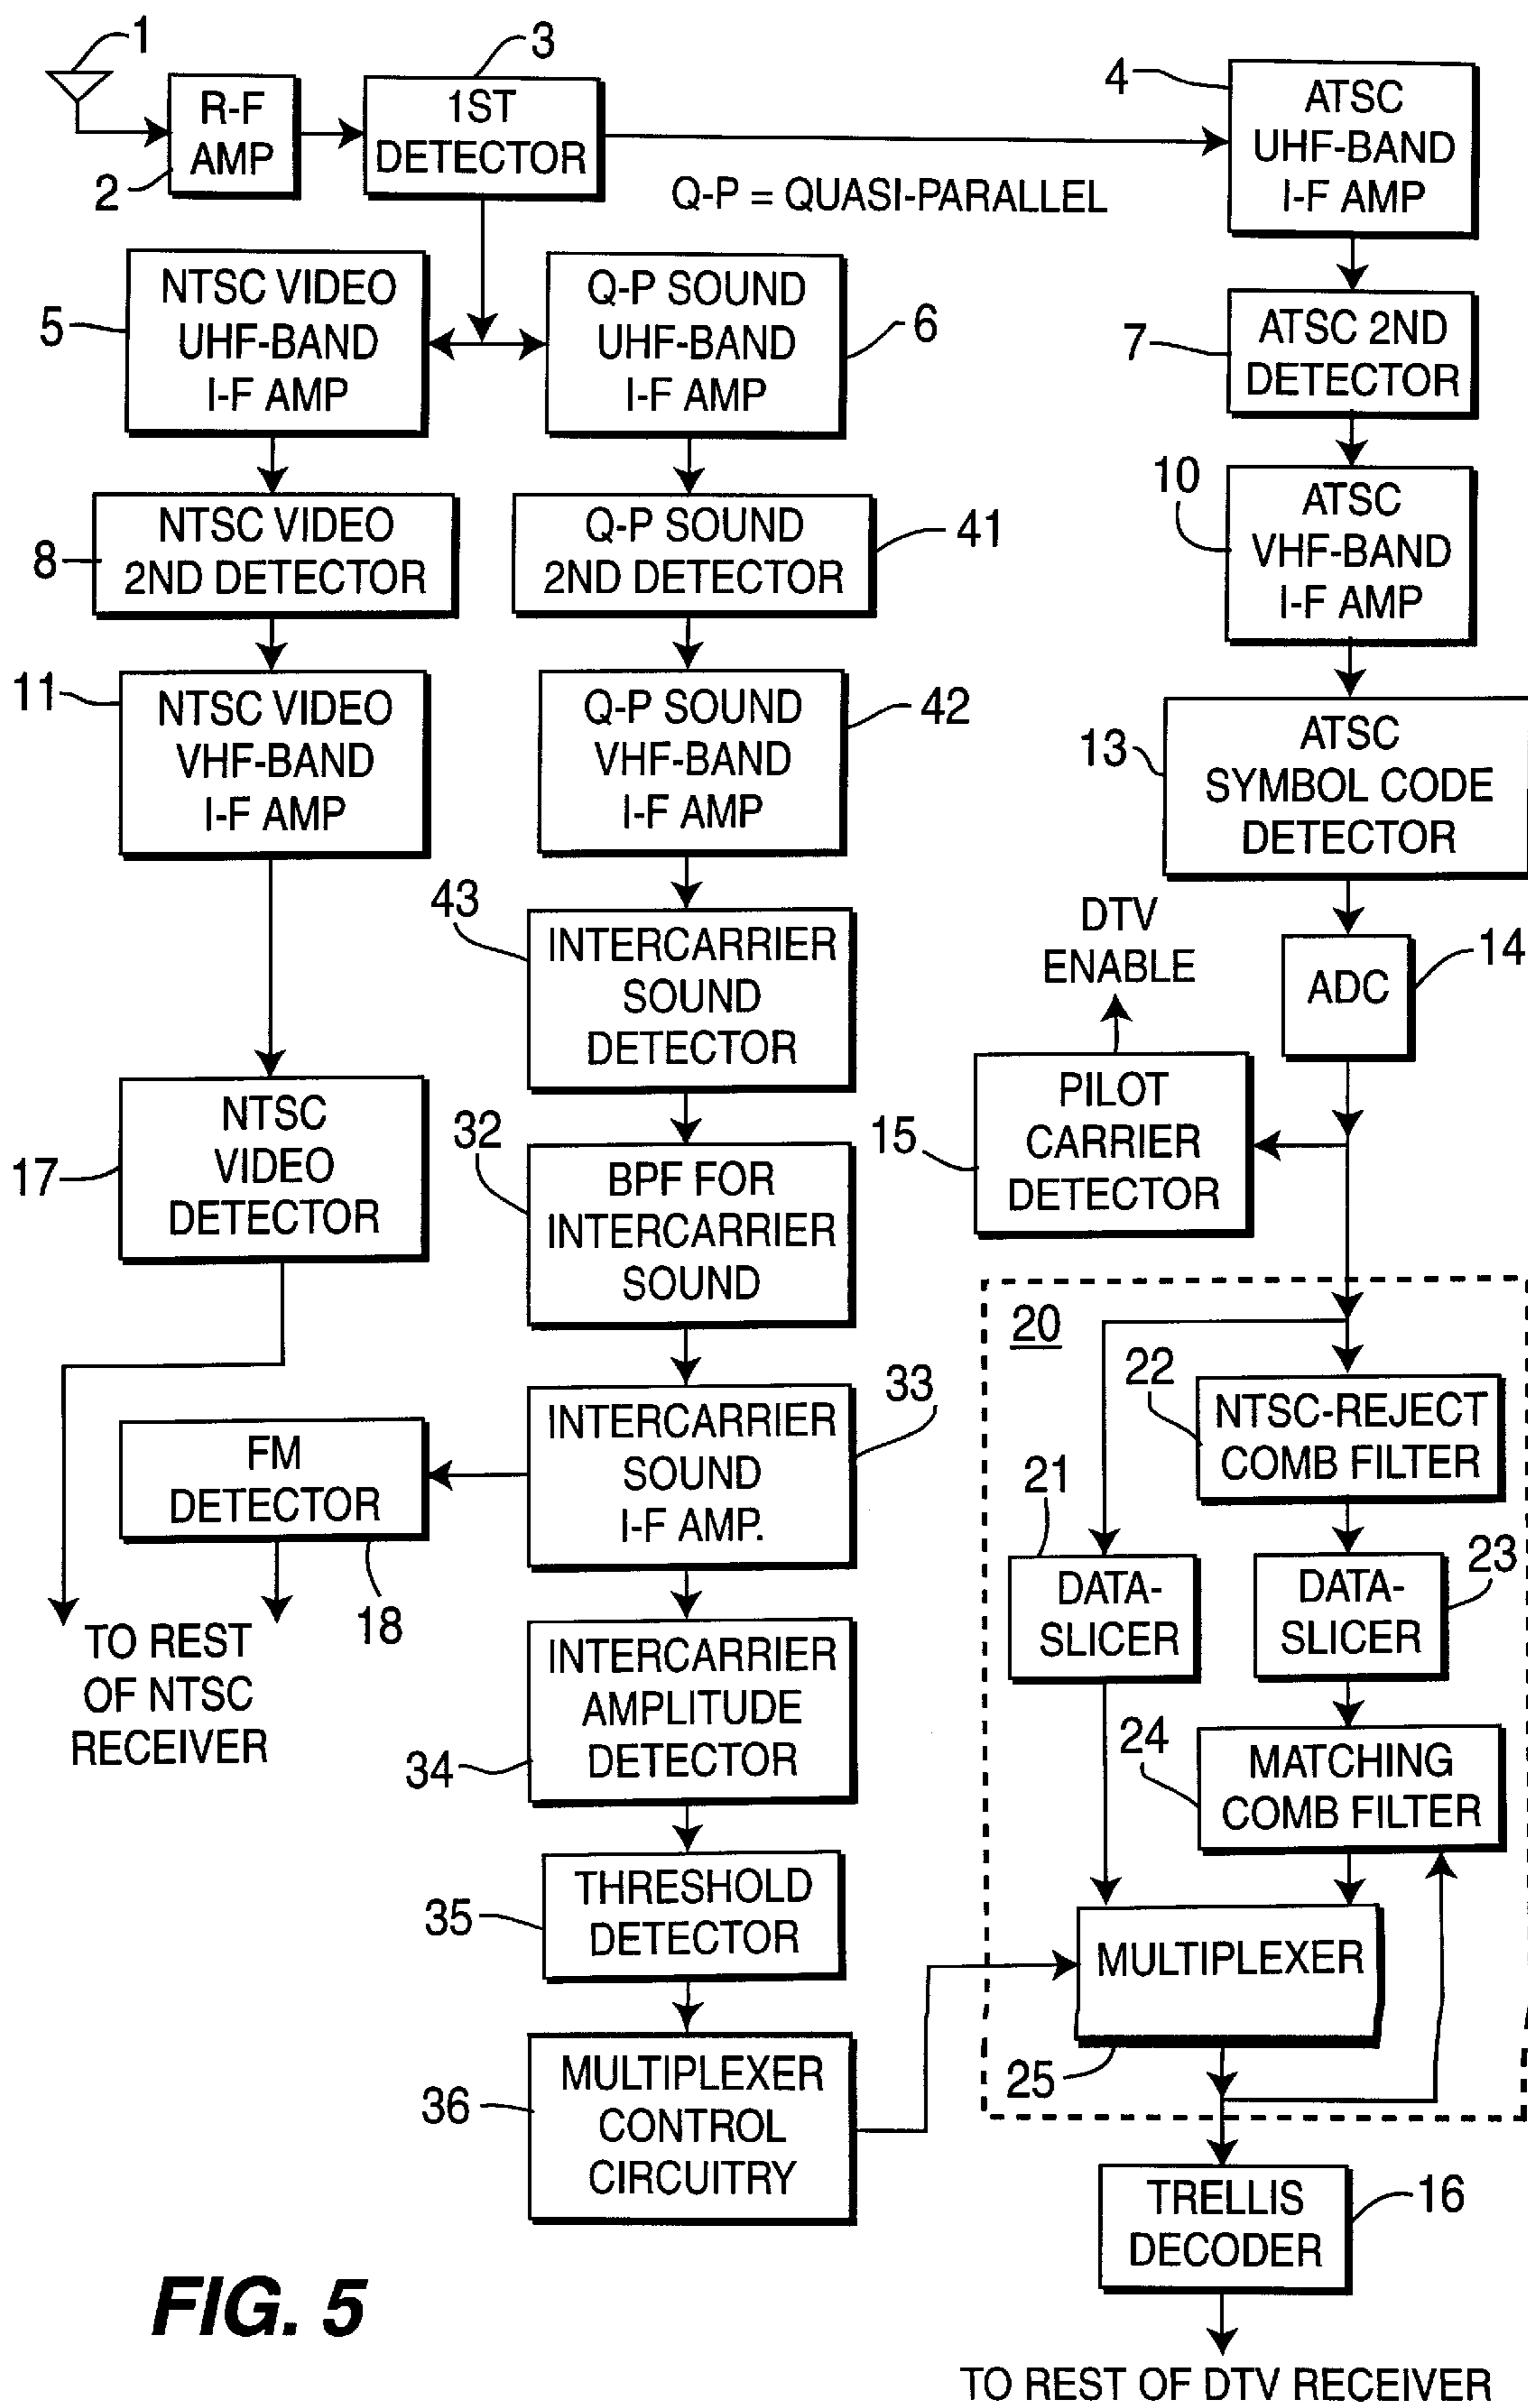 1
R-F
AMP
2
3
1ST
DETECTOR
4
ATSC
UHF-BAND
I-F AMP
Q-P = QUASI-PARALLEL
5
NTSC VIDEO
UHF-BAND
I-F AMP
Q-P SOUND
UHF-BAND
I-F AMP
6
7
ATSC 2ND
DETECTOR
8
NTSC VIDEO
2ND DETECTOR
Q-P SOUND
2ND DETECTOR
41
10
ATSC
VHF-BAND
I-F AMP
11
NTSC VIDEO
VHF-BAND
I-F AMP
Q-P SOUND
VHF-BAND
I-F AMP
42
13
ATSC
SYMBOL CODE
DETECTOR
43
INTERCARRIER
SOUND
DETECTOR
DTV
ENABLE
ADC
14
17
NTSC
VIDEO
DETECTOR
32
BPF FOR
INTERCARRIER
SOUND
15
PILOT
CARRIER
DETECTOR
20
22
NTSC-REJECT
COMB FILTER
FM
DETECTOR
18
INTERCARRIER
SOUND
I-F AMP.
33
21
DATA-
SLICER
DATA-
SLICER
23
TO REST
OF NTSC
RECEIVER
INTERCARRIER
AMPLITUDE
DETECTOR
34
24
MATCHING
COMB FILTER
35
THRESHOLD
DETECTOR
MULTIPLEXER
25
36
MULTIPLEXER
CONTROL
CIRCUITRY
TRELLIS
DECODER
16
FIG. 5
TO REST OF DTV RECEIVER